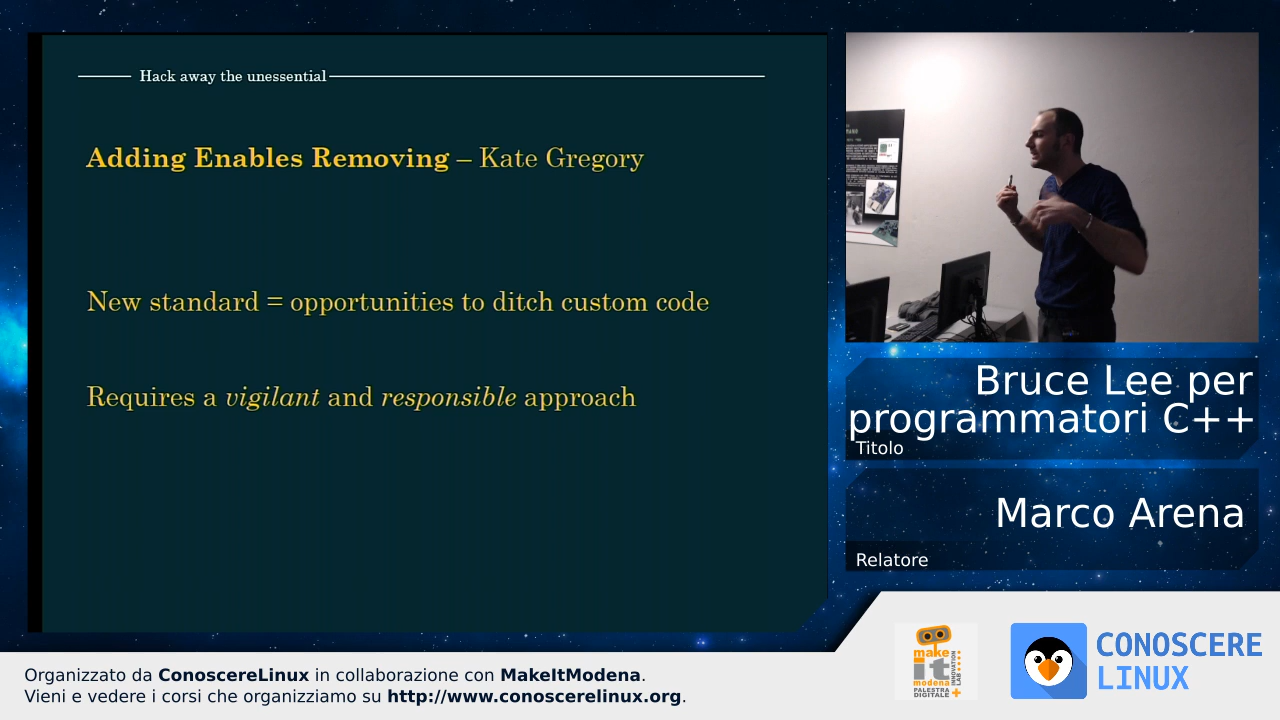 Hack away the unessential
Adding Enables Removing – Kate Gregory
New standard = opportunities to ditch custom code
Requires a vigilant and responsible approach
Bruce Lee per
programmatori C++
Titolo
Marco Arena
Relatore
Organizzato da ConoscereLinux in collaborazione con MakeItModena.
Vieni e vedere i corsi che organizziamo su http://www.conoscerelinux.org.
make
it
modena
PALESTRA
DIGITALE
INNOVATION
LAB
CONOSCERE
LINUX